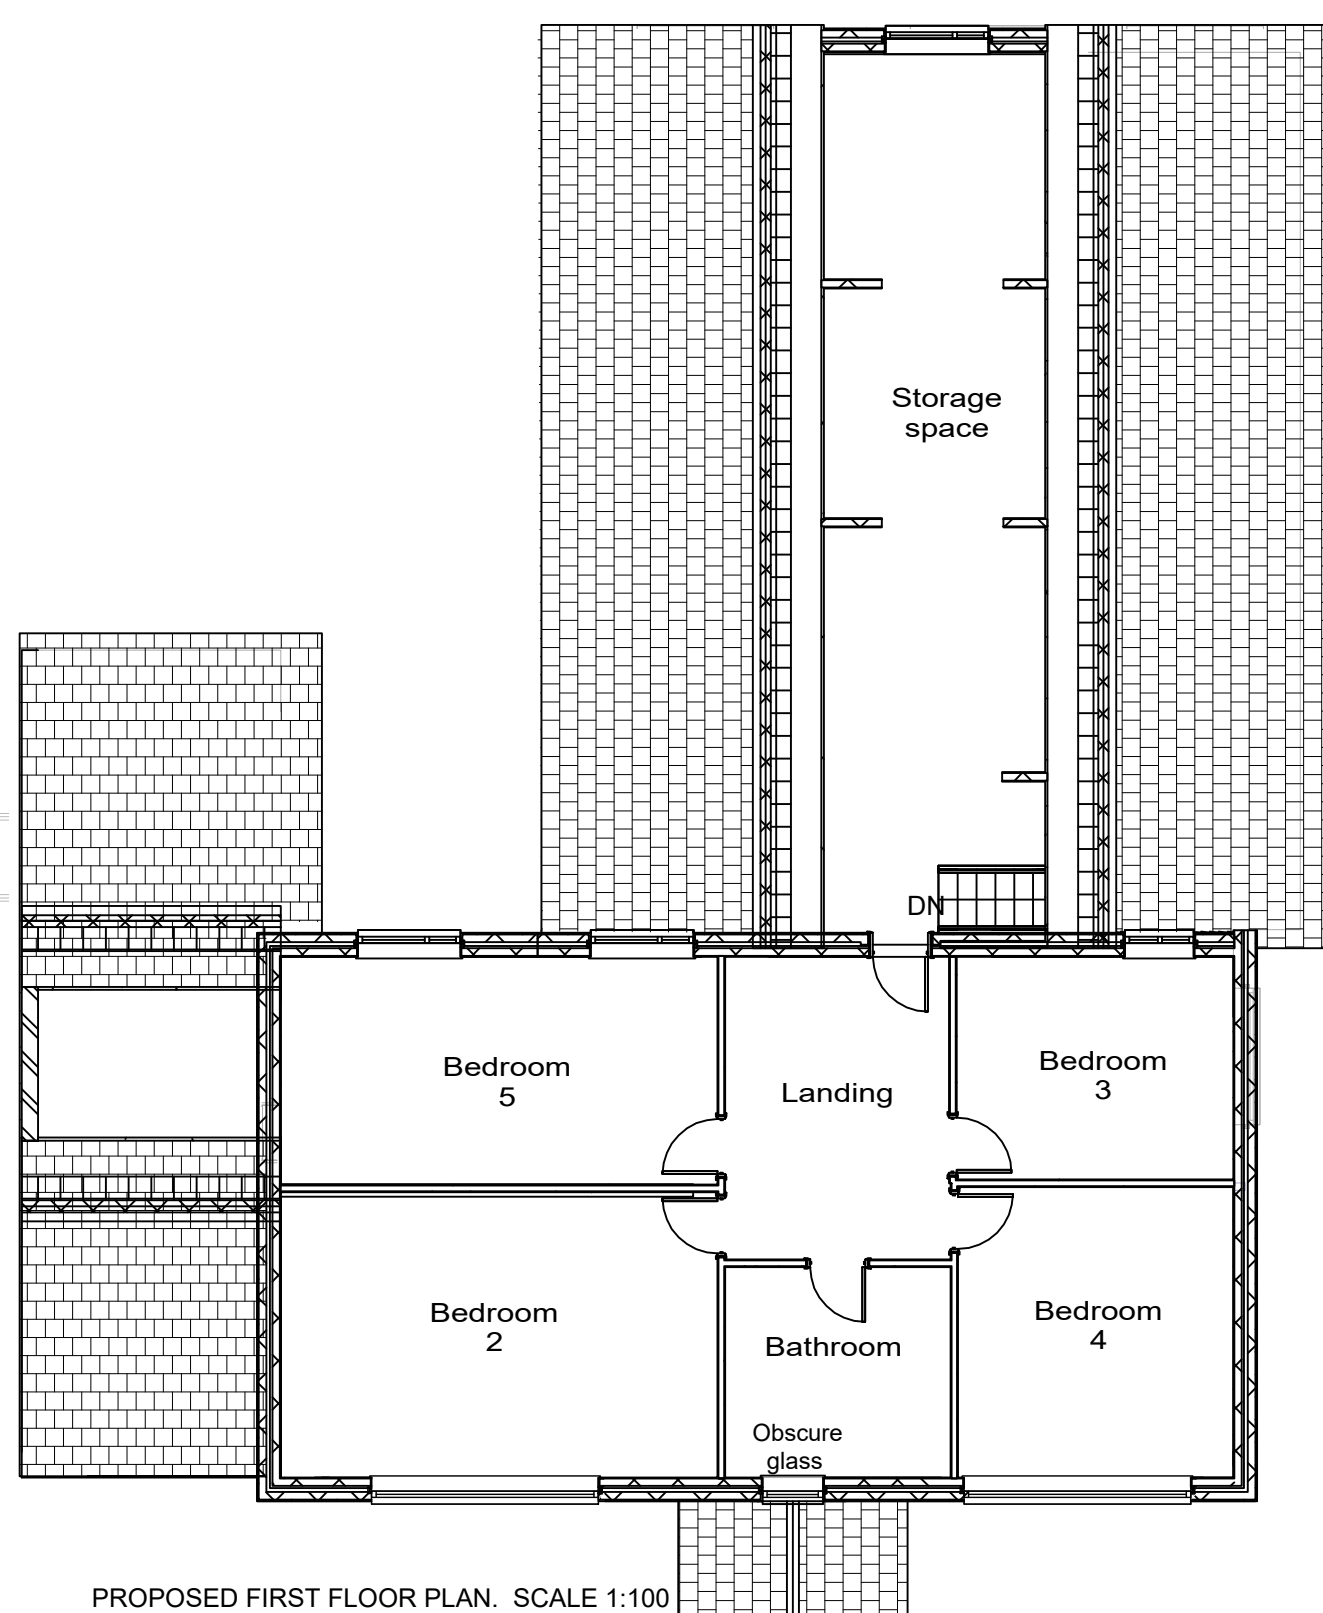 Storage
space
DN
Bedroom
5
Landing
Bedroom
3
Bedroom
2
Bathroom
Bedroom
4
Obscure
glass
PROPOSED FIRST FLOOR PLAN.  SCALE 1:100